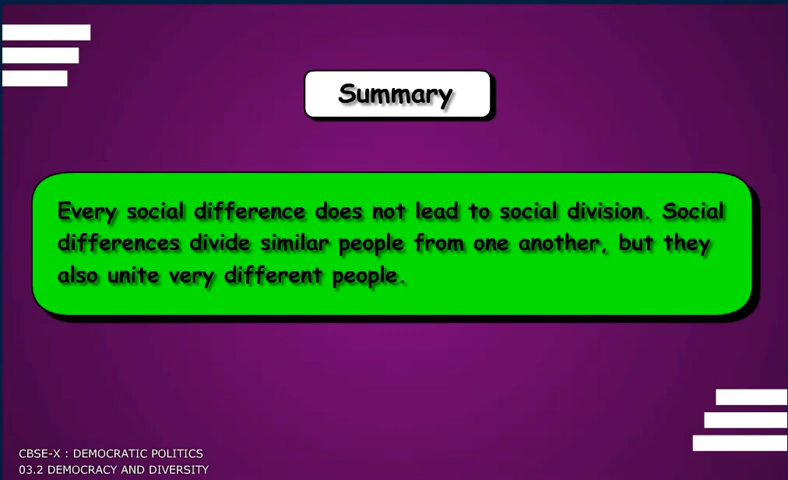 Summary
Every social difference does not lead to social division. Social
differences divide similar people from one another, but they
also unite very different people.
CBSE-X : DEMOCRATIC POLITICS
03.2 DEMOCRACY AND DIVERSITY